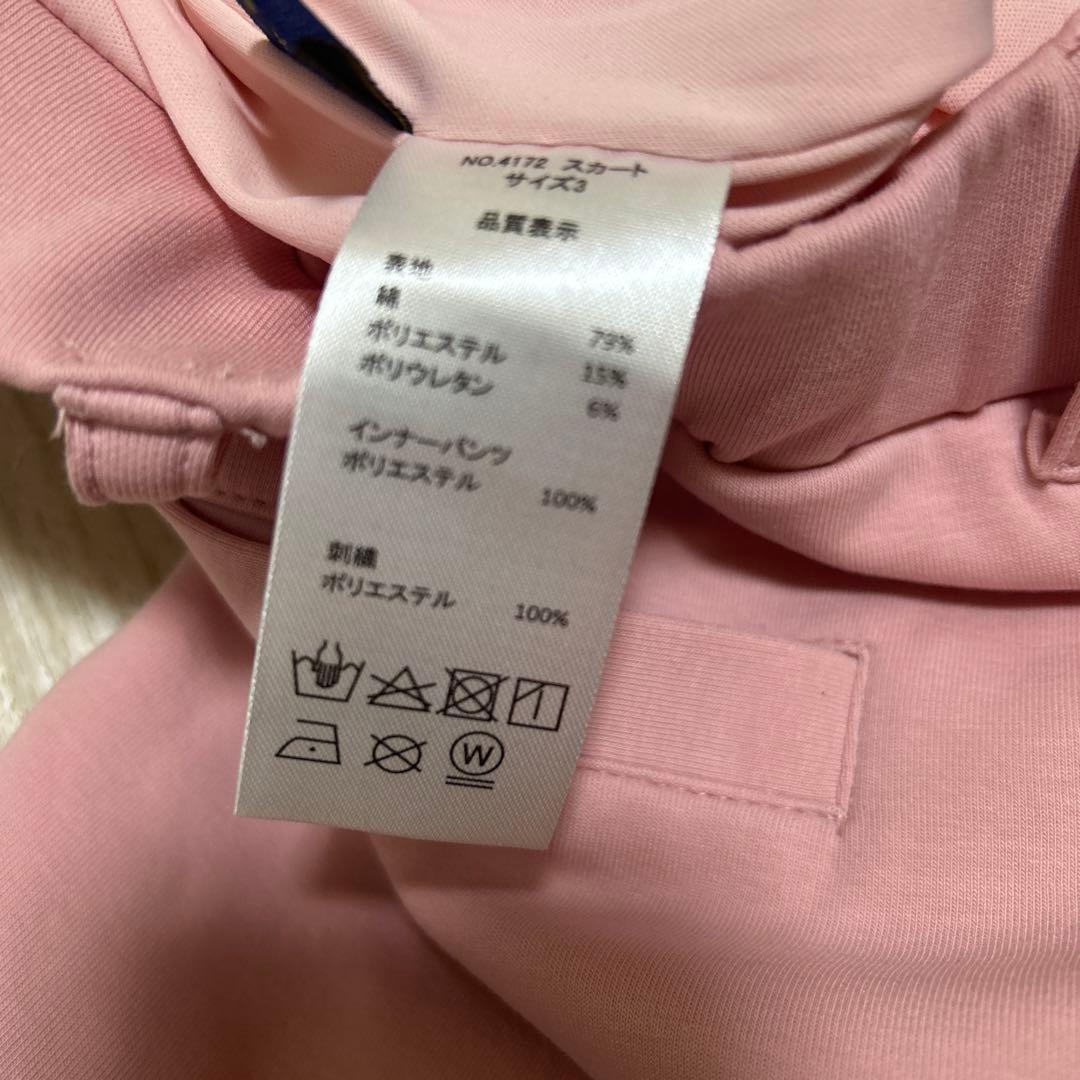 NO.4172 スカート
サイズ3
品質表示
表地
綿 79%
ポリエステル 15%
ポリウレタン 6%
インナーパンツ
ポリエステル 100%
刺繍
ポリエステル 100%
W